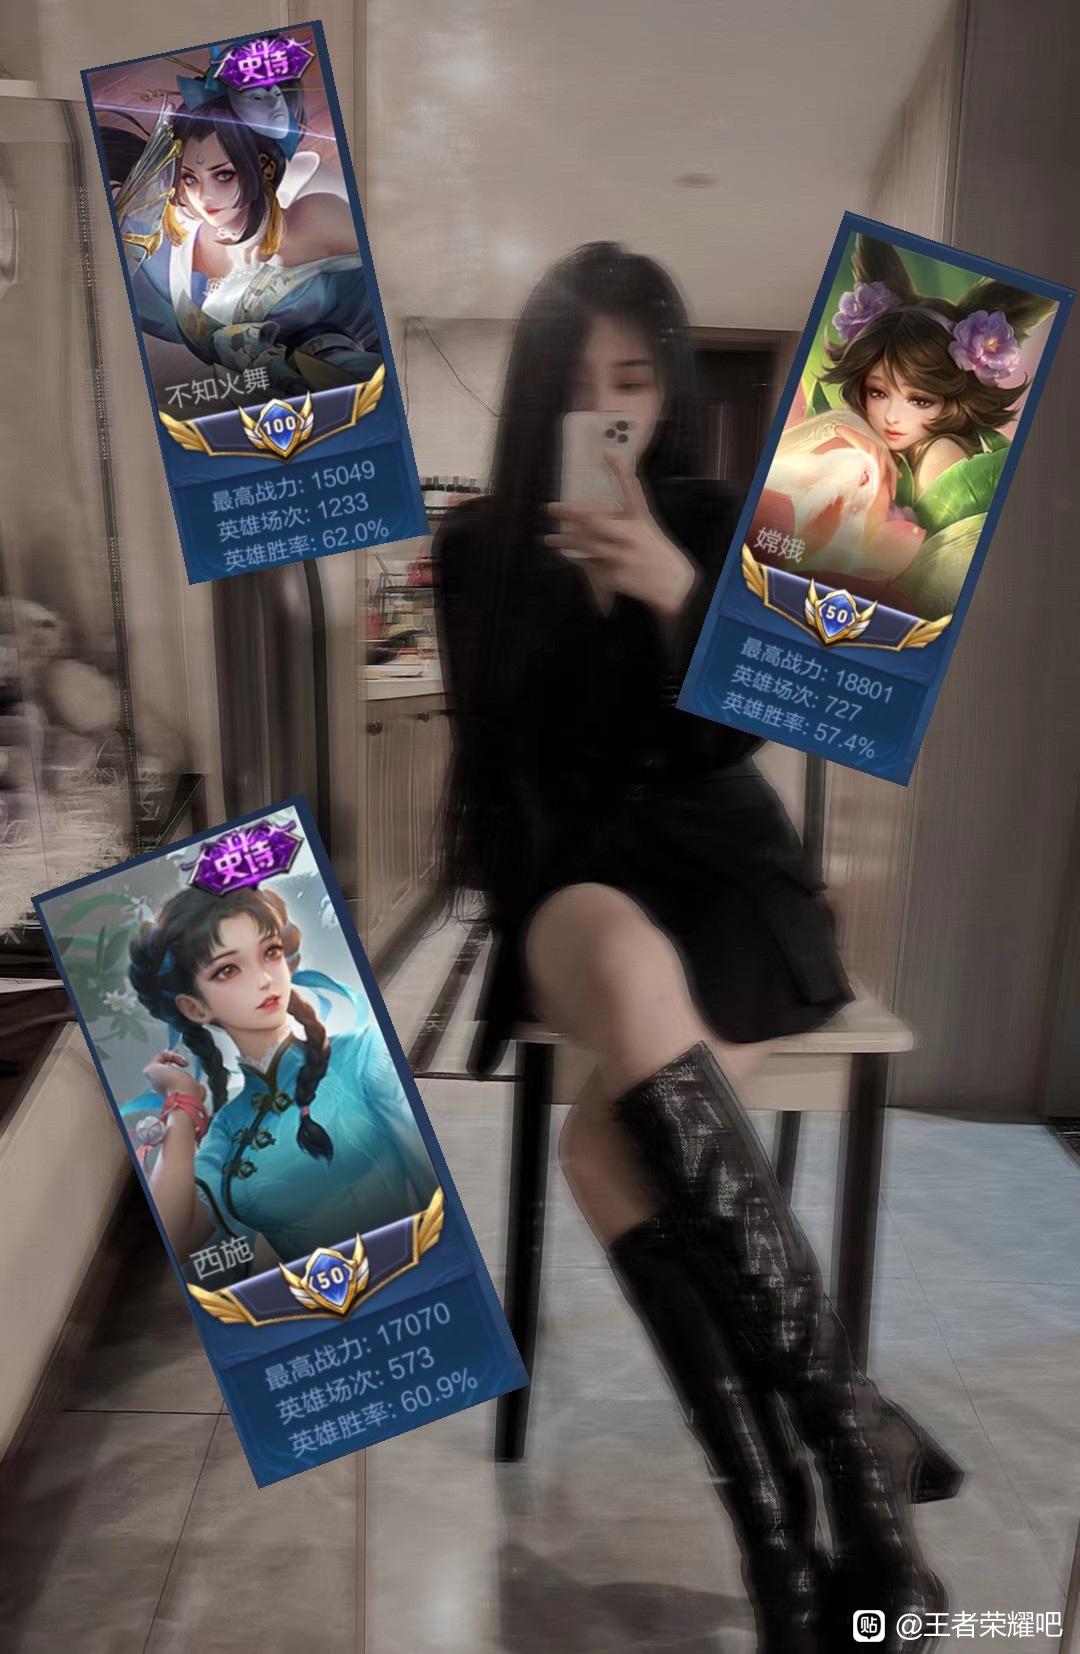 史诗
不知火舞
100
最高战力: 15049
英雄场次: 1233
英雄胜率: 62.0%
嫦娥
50
最高战力: 18801
英雄场次: 727
英雄胜率: 57.4%
史诗
西施
50
最高战力: 17070
英雄场次: 573
英雄胜率: 60.9%
贴 @王者荣耀吧